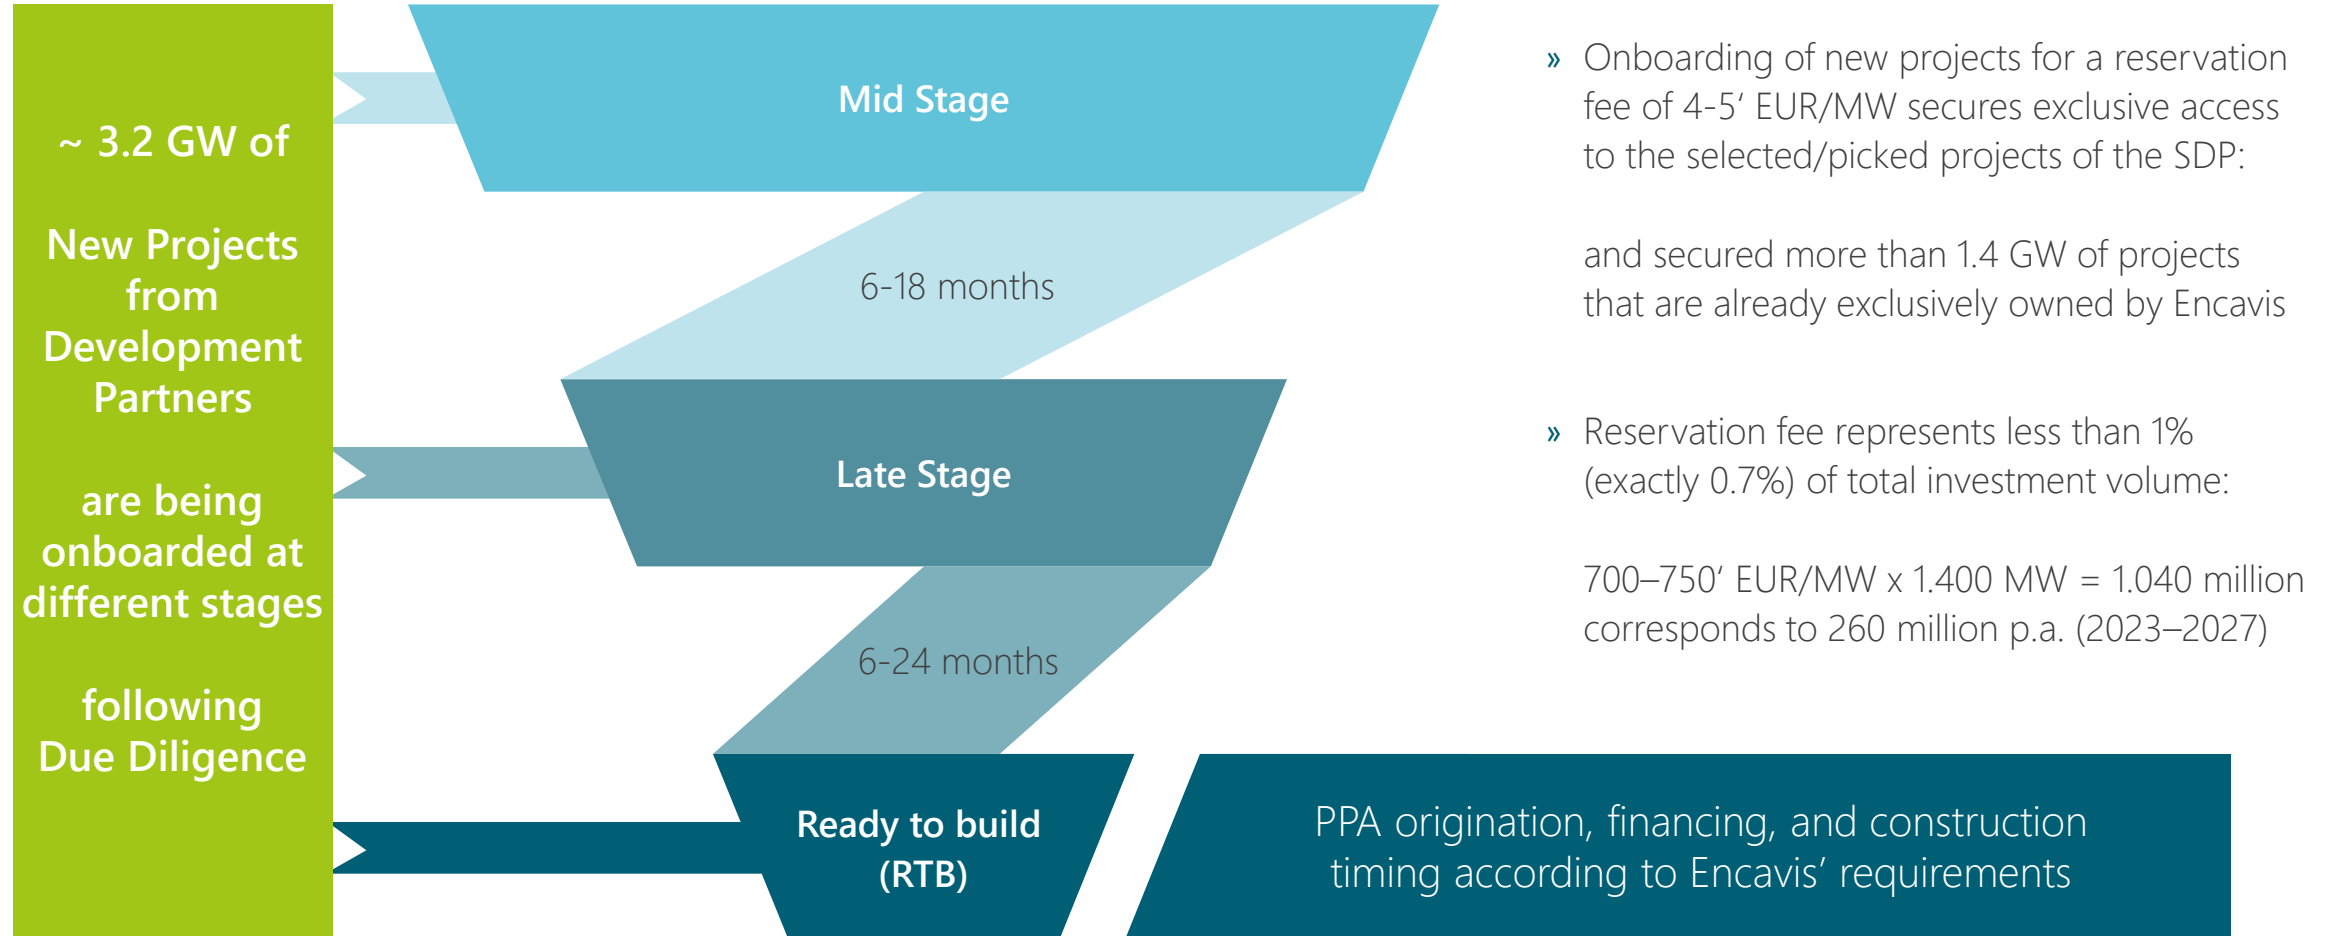 ~ 3.2 GW of
New Projects
from
Development
Partners
are being
onboarded at
different stages
following
Due Diligence
Mid Stage
6-18 months
Late Stage
6-24 months
Ready to build
(RTB)
» Onboarding of new projects for a reservation
fee of 4-5‘ EUR/MW secures exclusive access
to the selected/picked projects of the SDP:
and secured more than 1.4 GW of projects
that are already exclusively owned by Encavis
» Reservation fee represents less than 1%
(exactly 0.7%) of total investment volume:
700–750‘ EUR/MW x 1.400 MW = 1.040 million
corresponds to 260 million p.a. (2023–2027)
PPA origination, financing, and construction
timing according to Encavis’ requirements